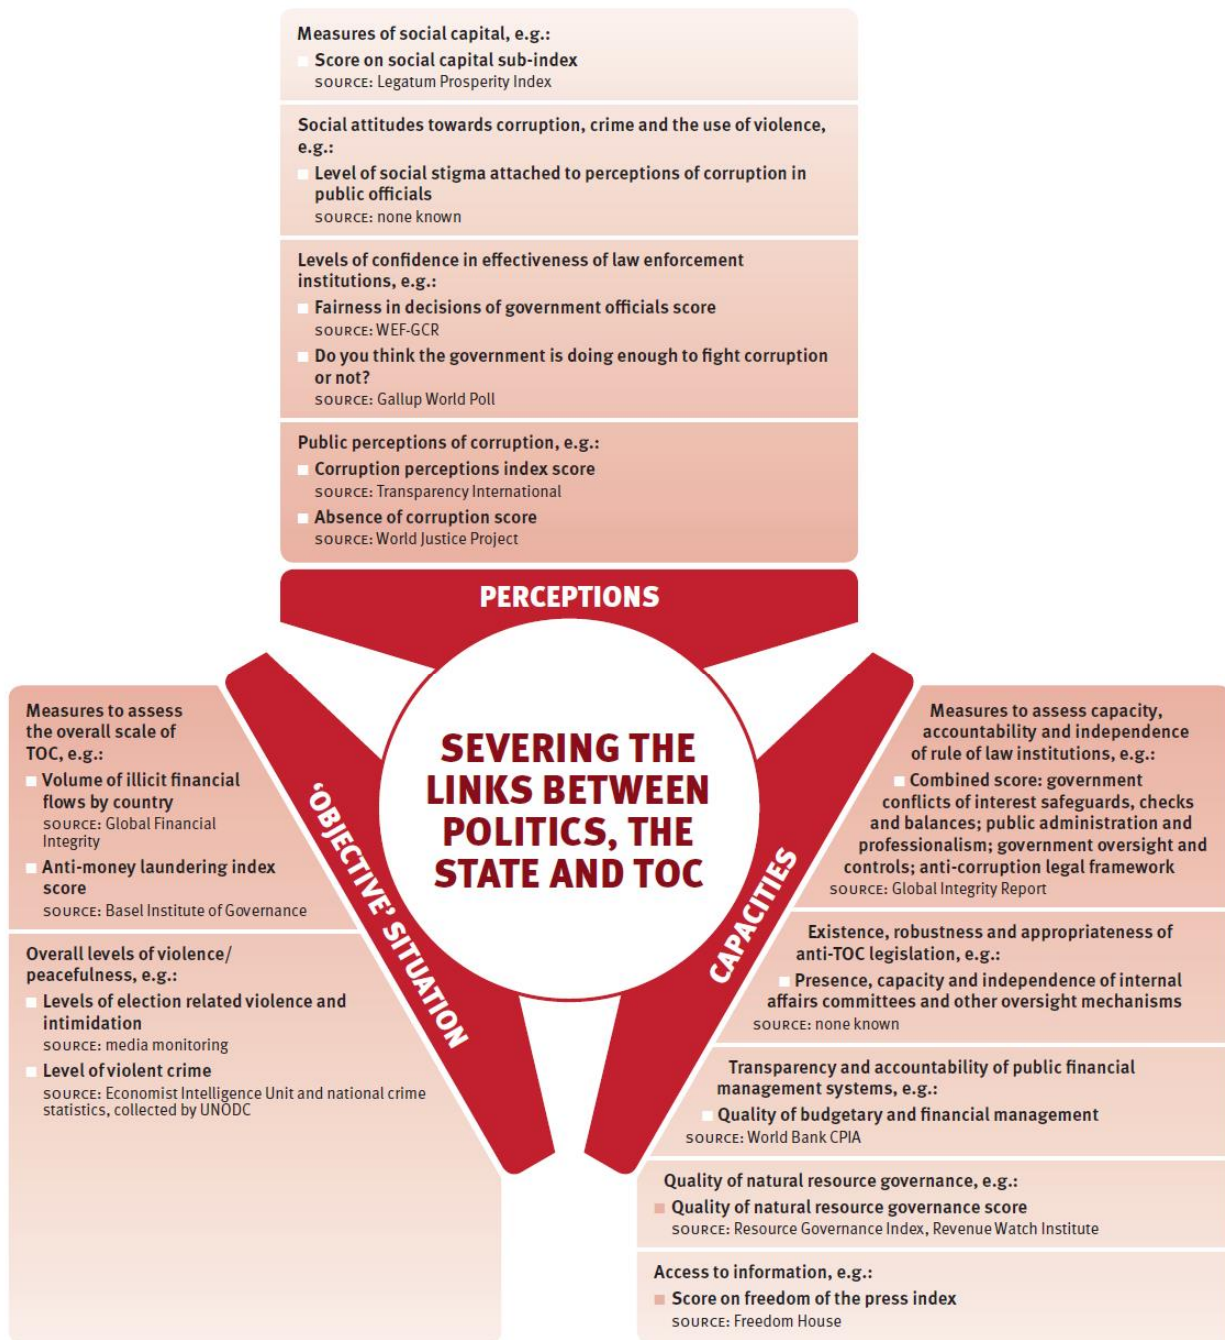 Measures of social capital, e.g.:
Score on social capital sub-index
SOURCE: Legatum Prosperity Index
Social attitudes towards corruption, crime and the use of violence,
e.g.:
Level of social stigma attached to perceptions of corruption in
public officials
SOURCE: none known
Levels of confidence in effectiveness of law enforcement
institutions, e.g.:
Fairness in decisions of government officials score
SOURCE: WEF-GCR
Do you think the government is doing enough to fight corruption
or not?
SOURCE: Gallup World Poll
Public perceptions of corruption, e.g.:
Corruption perceptions index score
SOURCE: Transparency International
Absence of corruption score
SOURCE: World Justice Project
PERCEPTIONS
SEVERING THE
LINKS BETWEEN
POLITICS, THE
STATE AND TOC
'OBJECTIVE' SITUATION
Measures to assess
the overall scale of
TOC, e.g.:
Volume of illicit financial
flows by country
SOURCE: Global Financial
Integrity
Anti-money laundering index
score
SOURCE: Basel Institute of Governance
Overall levels of violence/
peacefulness, e.g.:
Levels of election related violence and
intimidation
SOURCE: media monitoring
Level of violent crime
SOURCE: Economist Intelligence Unit and national crime
statistics, collected by UNODC
CAPACITIES
Measures to assess capacity,
accountability and independence
of rule of law institutions, e.g.:
Combined score: government
conflicts of interest safeguards, checks
and balances; public administration and
professionalism; government oversight and
controls; anti-corruption legal framework
SOURCE: Global Integrity Report
Existence, robustness and appropriateness of
anti-TOC legislation, e.g.:
Presence, capacity and independence of internal
affairs committees and other oversight mechanisms
SOURCE: none known
Transparency and accountability of public financial
management systems, e.g.:
Quality of budgetary and financial management
SOURCE: World Bank CPIA
Quality of natural resource governance, e.g.:
Quality of natural resource governance score
SOURCE: Resource Governance Index, Revenue Watch Institute
Access to information, e.g.:
Score on freedom of the press index
SOURCE: Freedom House